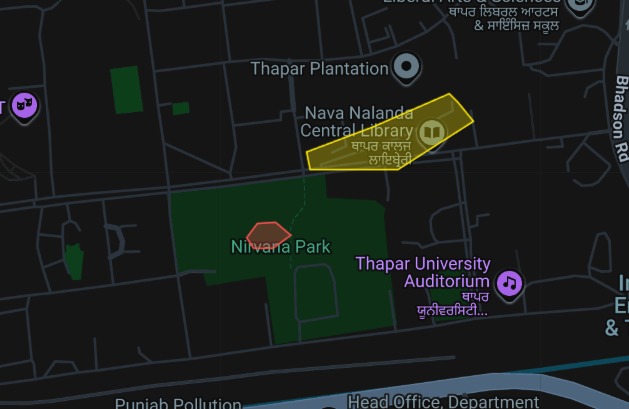 Liberal Arts & Sciences
ਥਾਪਰ ਲਿਬਰਲ ਆਰਟਸ
& ਸਾਇੰਸਿਜ਼ ਸਕੂਲ
Thapar Plantation
T
Bhadson Rd
Nava Nalanda
Central Library
ਥਾਪਰ ਕਾਲਜ
ਲਾਇਬ੍ਰੇਰੀ
Nirvana Park
Thapar University
Auditorium
ਥਾਪਰ
ਯੂਨੀਵਰਸਿਟੀ...
& T
Punjab Pollution
Head Office, Department